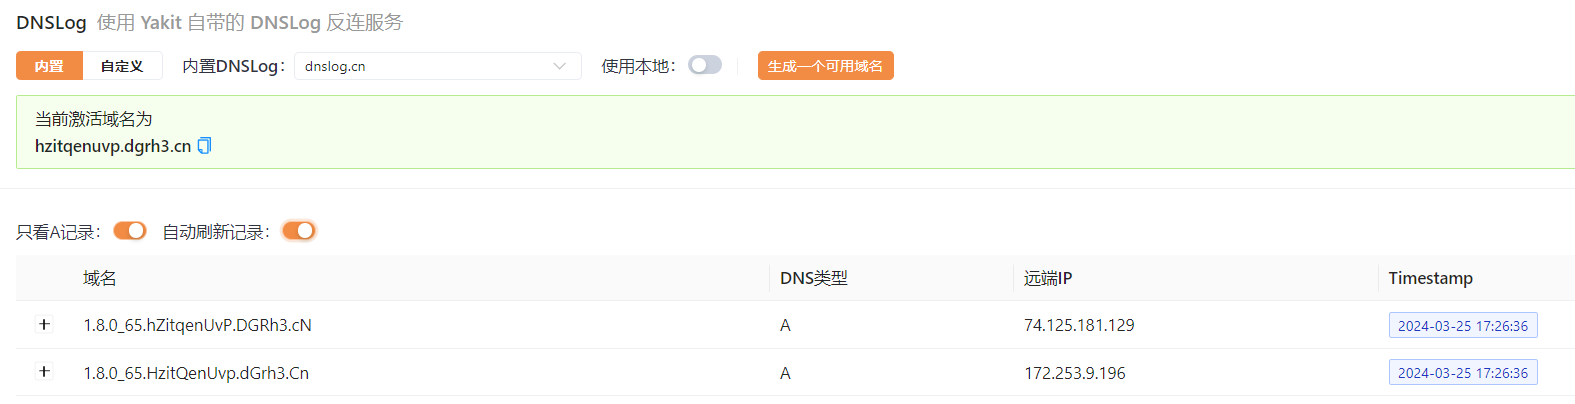 DNSLog 使用 Yakit 自带的 DNSLog 反连服务
内置 自定义 内置DNSLog: dnslog.cn 使用本地: 生成一个可用域名
当前激活域名为
hzitqenuvp.dgrh3.cn
只看A记录: 自动刷新记录:
域名 DNS类型 远端IP Timestamp
+ 1.8.0_65.hZitqenUvP.DGRh3.cN A 74.125.181.129 2024-03-25 17:26:36
+ 1.8.0_65.HzitQenUvp.dGrh3.Cn A 172.253.9.196 2024-03-25 17:26:36